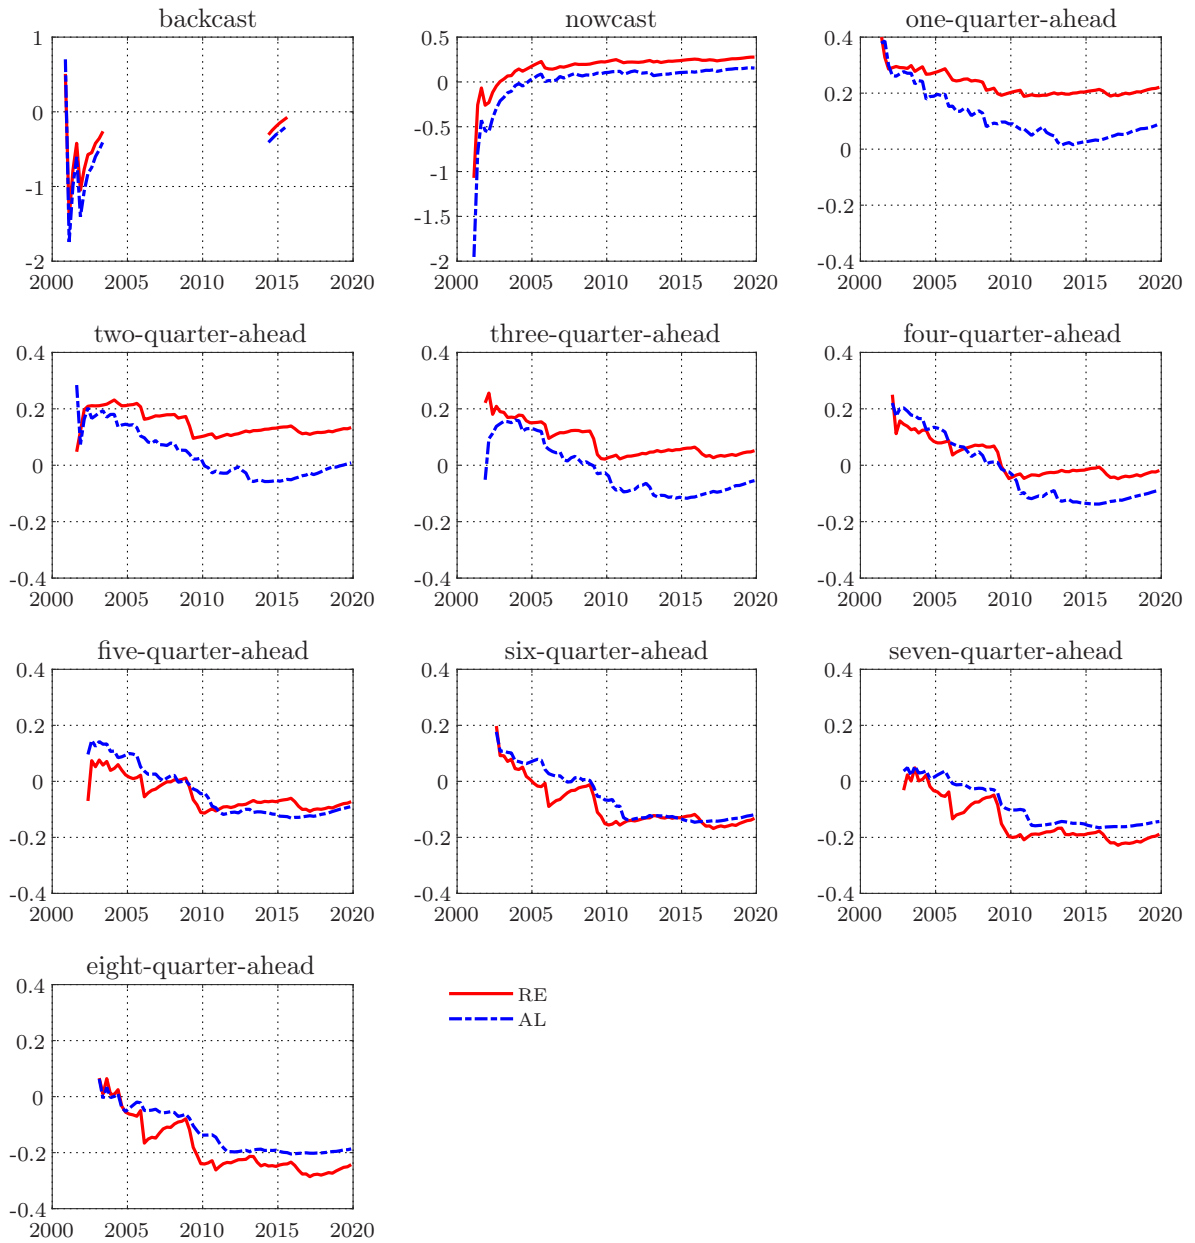 backcast
1
0
-1
-2
2000 2005 2010 2015 2020
nowcast
0.5
0
-0.5
-1
-1.5
-2
2000 2005 2010 2015 2020
one-quarter-ahead
0.4
0.2
0
-0.2
-0.4
2000 2005 2010 2015 2020
two-quarter-ahead
0.4
0.2
0
-0.2
-0.4
2000 2005 2010 2015 2020
three-quarter-ahead
0.4
0.2
0
-0.2
-0.4
2000 2005 2010 2015 2020
four-quarter-ahead
0.4
0.2
0
-0.2
-0.4
2000 2005 2010 2015 2020
five-quarter-ahead
0.4
0.2
0
-0.2
-0.4
2000 2005 2010 2015 2020
six-quarter-ahead
0.4
0.2
0
-0.2
-0.4
2000 2005 2010 2015 2020
seven-quarter-ahead
0.4
0.2
0
-0.2
-0.4
2000 2005 2010 2015 2020
eight-quarter-ahead
0.4
0.2
0
-0.2
-0.4
2000 2005 2010 2015 2020
RE
AL